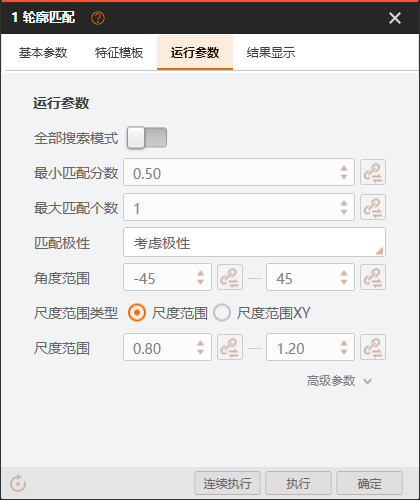 1 轮廓匹配
基本参数 特征模板 运行参数 结果显示
运行参数
全部搜索模式
最小匹配分数 0.50
最大匹配个数 1
匹配极性 考虑极性
角度范围 -45 — 45
尺度范围类型 尺度范围 尺度范围XY
尺度范围 0.80 — 1.20
高级参数
连续执行 执行 确定